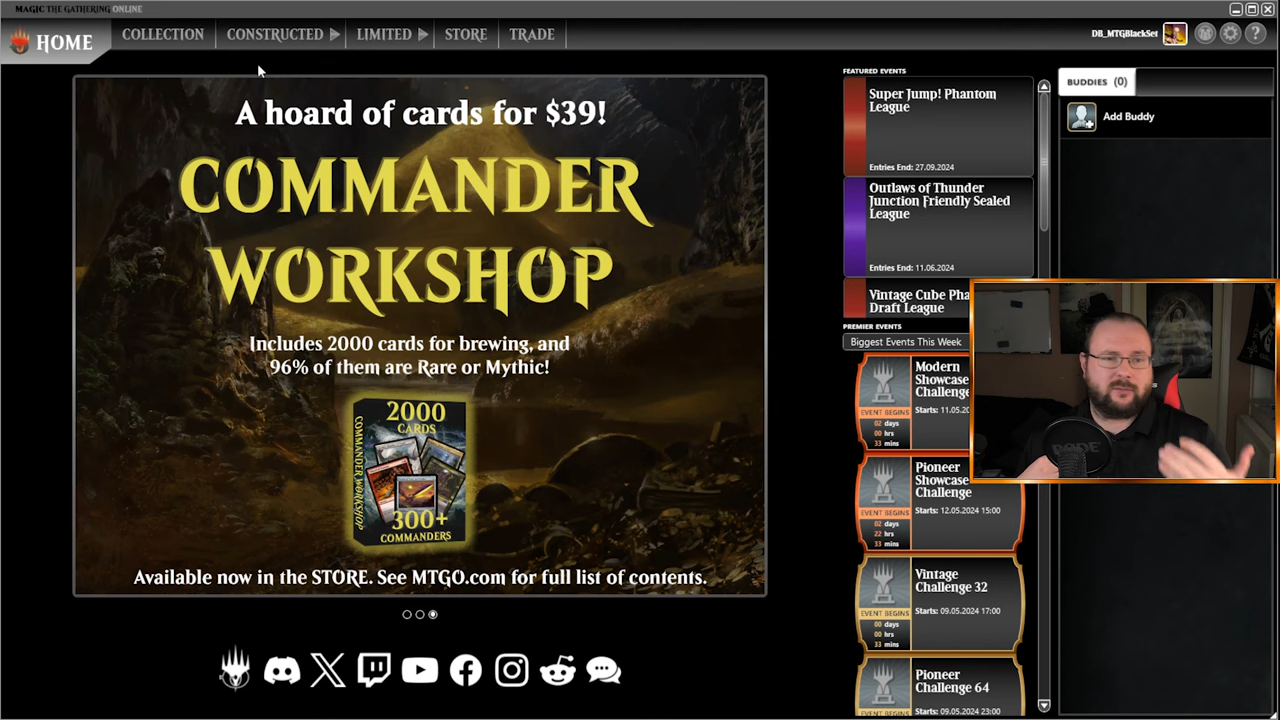 MAGIC THE GATHERING ONLINE
HOME
COLLECTION
CONSTRUCTED
LIMITED
STORE
TRADE
DB_MTGBlackSet
?
A hoard of cards for $39!
COMMANDER
WORKSHOP
Includes 2000 cards for brewing, and
96% of them are Rare or Mythic!
2000
CARDS
COMMANDER WORKSHOP
300+
COMMANDERS
Available now in the STORE. See MTGO.com for full list of contents.
FEATURED EVENTS
Super Jump! Phantom
League
Entries End: 27.09.2024
Outlaws of Thunder
Junction Friendly Sealed
League
Entries End: 11.06.2024
Vintage Cube Pha
Draft League
PREMIER EVENTS
Biggest Events This Week
Modern
Showcase
Challenge
Starts: 11.05.20
EVENT BEGINS
02 days
00 hrs
33 mins
Pioneer
Showcase
Challenge
Starts: 12.05.2024 15:00
EVENT BEGINS
02 days
22 hrs
33 mins
Vintage
Challenge 32
Starts: 09.05.2024 17:00
EVENT BEGINS
00 days
00 hrs
33 mins
Pioneer
Challenge 64
Starts: 09.05.2024 23:00
EVENT BEGINS
BUDDIES (0)
Add Buddy
RODE